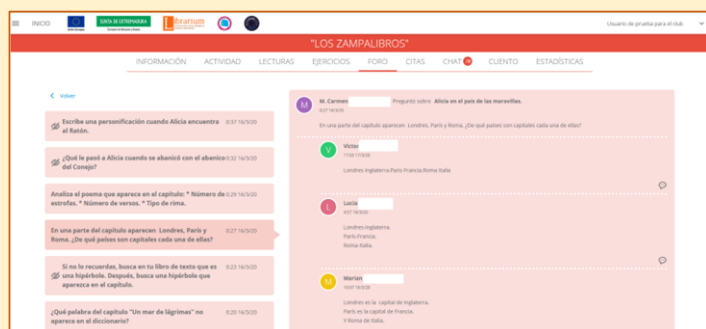 INICIO
JUNTA DE EXTREMADURA
Librarium
Usuario de prueba para el club
"LOS ZAMPALIBROS"
INFORMACIÓN ACTIVIDAD LECTURAS EJERCICIOS FORO CITAS CHAT CUENTO ESTADÍSTICAS
Volver
Escribe una personificación cuando Alicia encuentra 0:37 16/3/20
el Ratón.
¿Qué le pasó a Alicia cuando se abanicó con el abanico 0:32 16/3/20
del Conejo?
Analiza el poema que aparece en el capítulo: * Número de 0:29 16/3/20
estrofas. * Número de versos. * Tipo de rima.
En una parte del capítulo aparecen Londres, París y 0:27 16/3/20
Roma. ¿De qué países son capitales cada una de ellas?
Si no lo recuerdas, busca en tu libro de texto que es 0:23 16/3/20
una hipérbole. Después, busca una hipérbole que
aparezca en el capítulo.
¿Qué palabra del capítulo "Un mar de lágrimas" no 0:20 16/3/20
aparece en el diccionario?
M
M. Carmen Preguntó sobre Alicia en el país de las maravillas.
0:27 16/3/20
En una parte del capítulo aparecen Londres, París y Roma. ¿De qué países son capitales cada una de ellas?
V
Victor
Londres-Inglaterra.París-Francia.Roma-Italia
L
Lucía
Londres-Inglaterra.
París-Francia.
Roma-Italia.
M
Marian
Londres es la capital de Inglaterra,
París es la capital de Francia,
Y Roma de Italia.